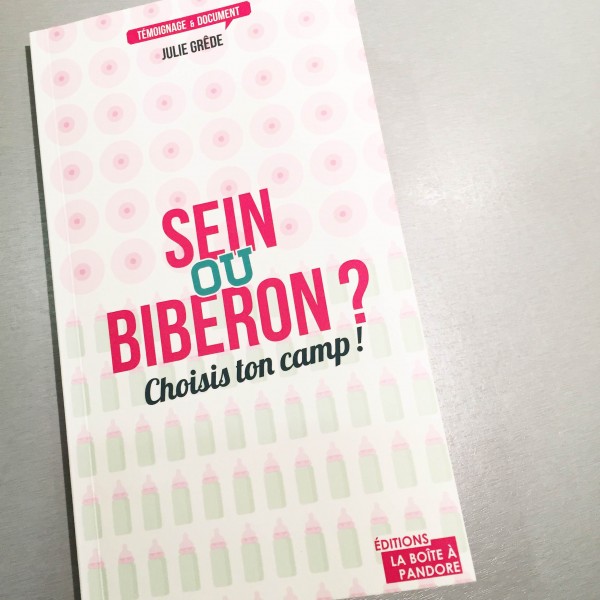 TÉMOIGNAGE & DOCUMENT
JULIE GRÊDE
SEIN
OU
BIBERON ?
Choisis ton camp !
ÉDITIONS
LA BOÎTE À
PANDORE